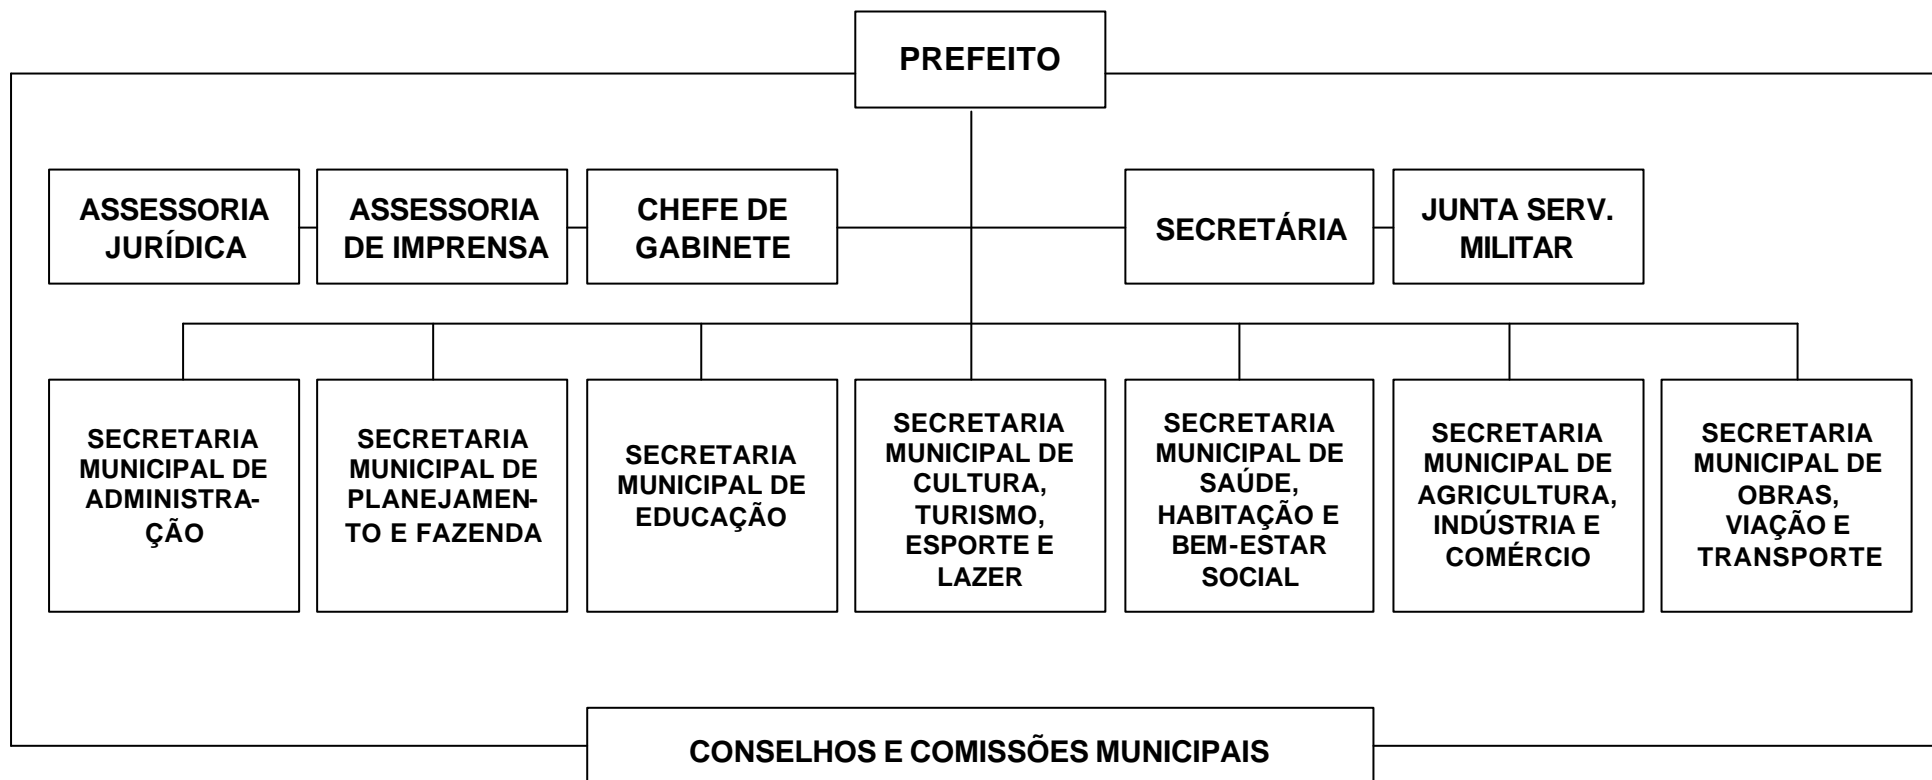 PREFEITO
ASSESSORIA
JURÍDICA
ASSESSORIA
DE IMPRENSA
CHEFE DE
GABINETE
SECRETÁRIA
JUNTA SERV.
MILITAR
SECRETARIA
MUNICIPAL DE
ADMINISTRA-
ÇÃO
SECRETARIA
MUNICIPAL DE
PLANEJAMEN-
TO E FAZENDA
SECRETARIA
MUNICIPAL DE
EDUCAÇÃO
SECRETARIA
MUNICIPAL DE
CULTURA,
TURISMO,
ESPORTE E
LAZER
SECRETARIA
MUNICIPAL DE
SAÚDE,
HABITAÇÃO E
BEM-ESTAR
SOCIAL
SECRETARIA
MUNICIPAL DE
AGRICULTURA,
INDÚSTRIA E
COMÉRCIO
SECRETARIA
MUNICIPAL DE
OBRAS,
VIAÇÃO E
TRANSPORTE
CONSELHOS E COMISSÕES MUNICIPAIS